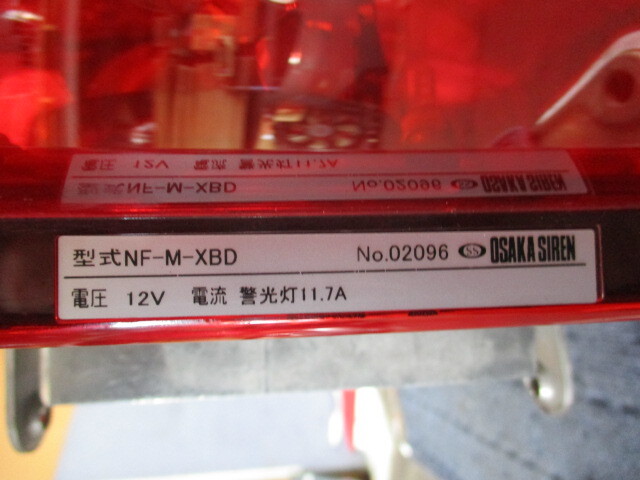 型式NF-M-XBD No.02096 SS OSAKA SIREN
電圧 12V 電流 警光灯11.7A